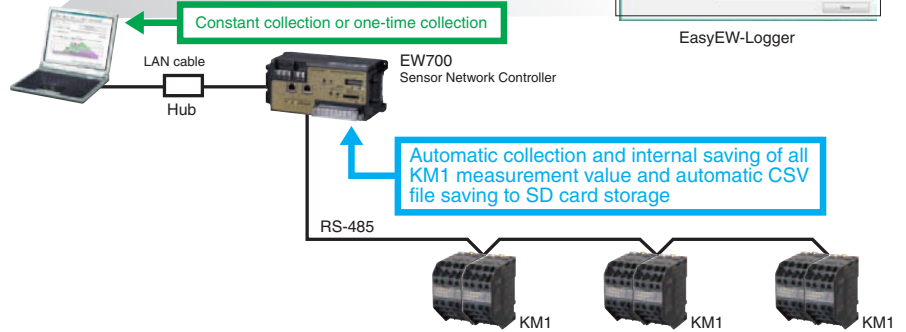 Constant collection or one-time collection
EasyEW-Logger
LAN cable
EW700
Sensor Network Controller
Hub
Automatic collection and internal saving of all
KM1 measurement value and automatic CSV
file saving to SD card storage
RS-485
KM1
KM1
KM1